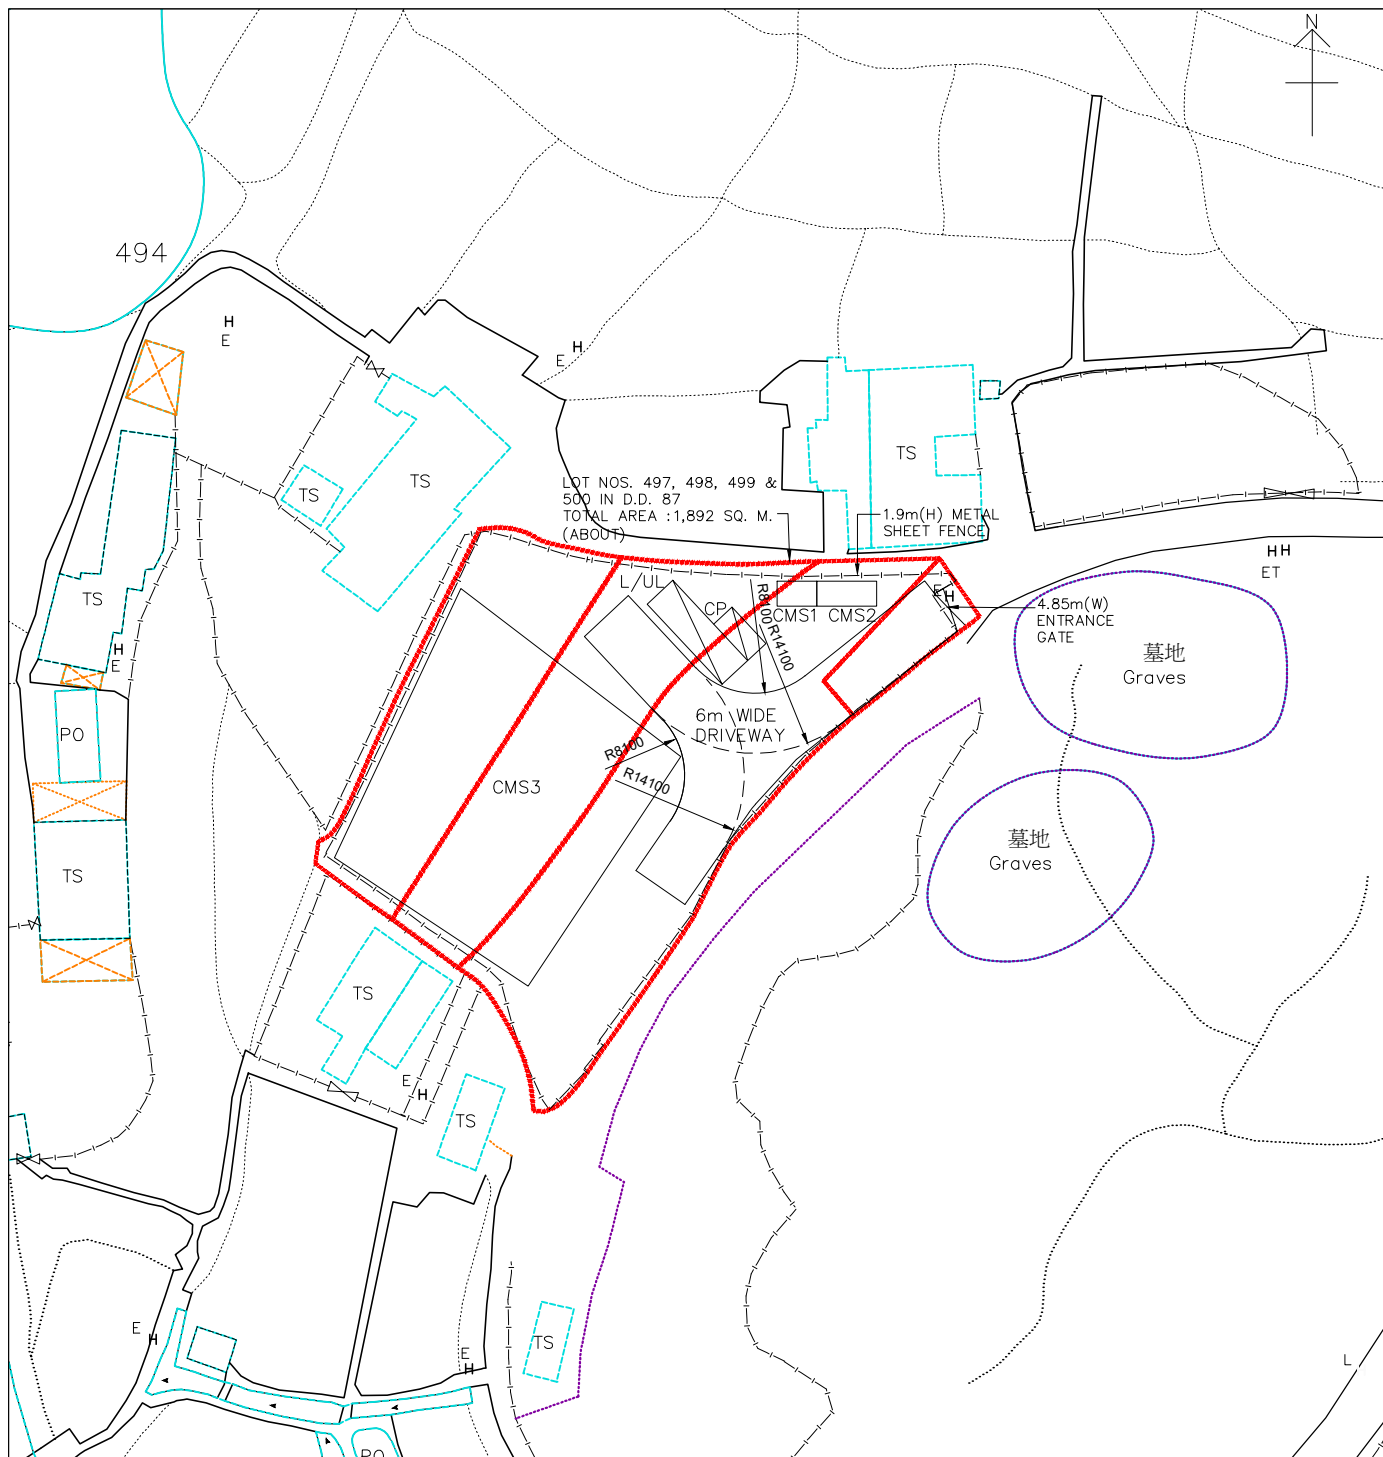 N
494
H
E
H
E
TS
TS
TS
LOT NOS. 497, 498, 499 &
500 IN D.D. 87
TOTAL AREA :1,892 SQ. M.
(ABOUT)
1.9m(H) METAL
SHEET FENCE
H H
ET
L/UL
CP
R8100
R14100
CMS1
CMS2
E
H
4.85m(W)
ENTRANCE
GATE
墓地
Graves
TS
H
E
PO
6m WIDE
DRIVEWAY
R8100
R14100
CMS3
墓地
Graves
TS
TS
E
H
TS
E
H
E
H
TS
L
PO